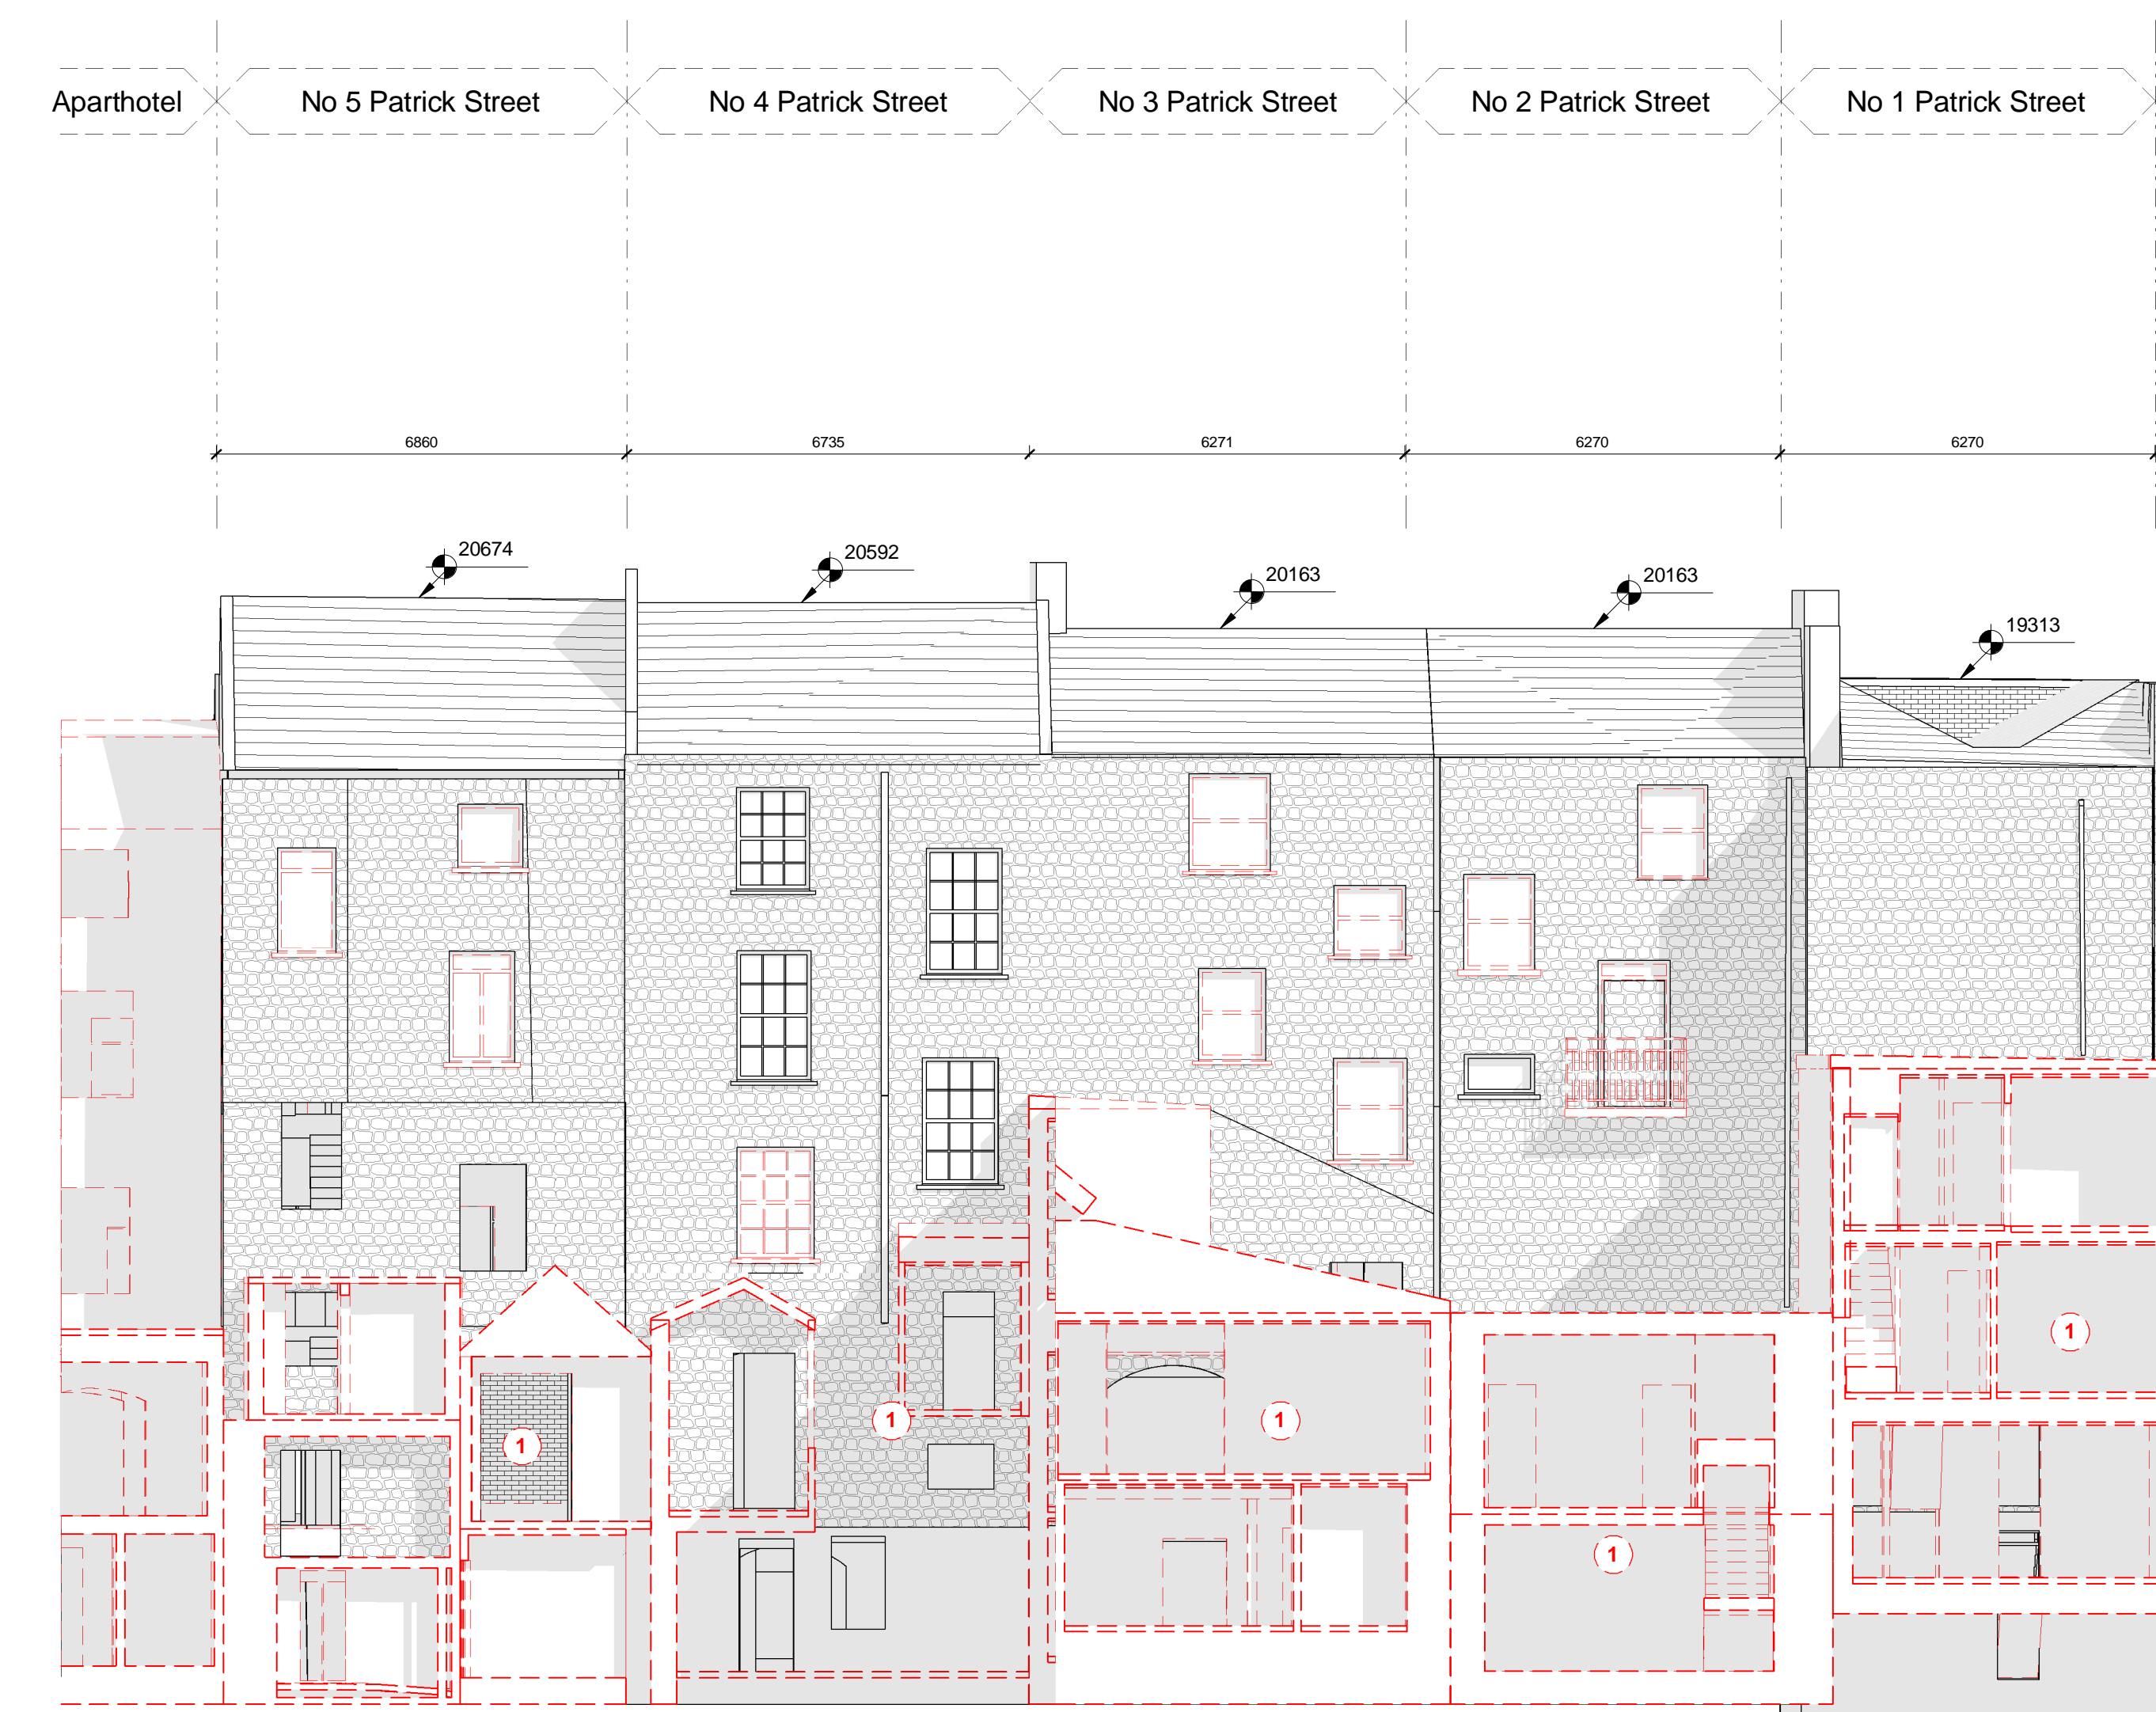 Aparthotel
No 5 Patrick Street
No 4 Patrick Street
No 3 Patrick Street
No 2 Patrick Street
No 1 Patrick Street
6860
6735
6271
6270
6270
20674
20592
20163
20163
19313
1
1
1
1
1